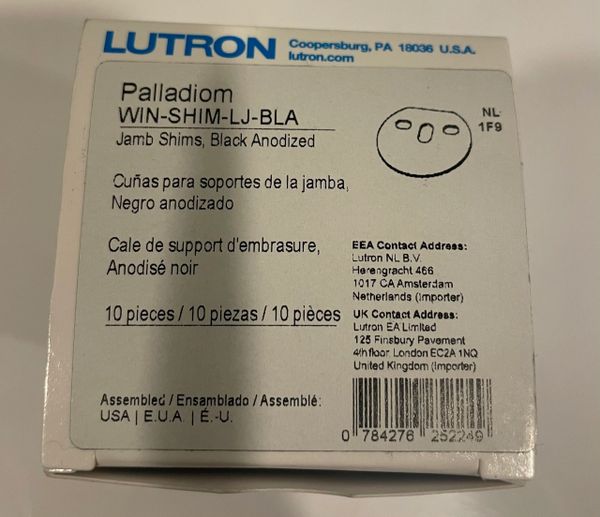 LUTRON
Coopersburg, PA 18036 U.S.A.
lutron.com
Palladiom
WIN-SHIM-LJ-BLA
Jamb Shims, Black Anodized
NL
1F9
Cuñas para soportes de la jamba,
Negro anodizado
Cale de support d'embrasure,
Anodisé noir
10 pieces / 10 piezas / 10 pièces
EEA Contact Address:
Lutron NL B.V.
Herengracht 466
1017 CA Amsterdam
Netherlands (Importer)
UK Contact Address:
Lutron EA Limited
125 Finsbury Pavement
4th floor London EC2A 1NQ
United Kingdom (Importer)
Assembled / Ensamblado / Assemblé:
USA | E.U.A. | É.-U.
0 784276 252249